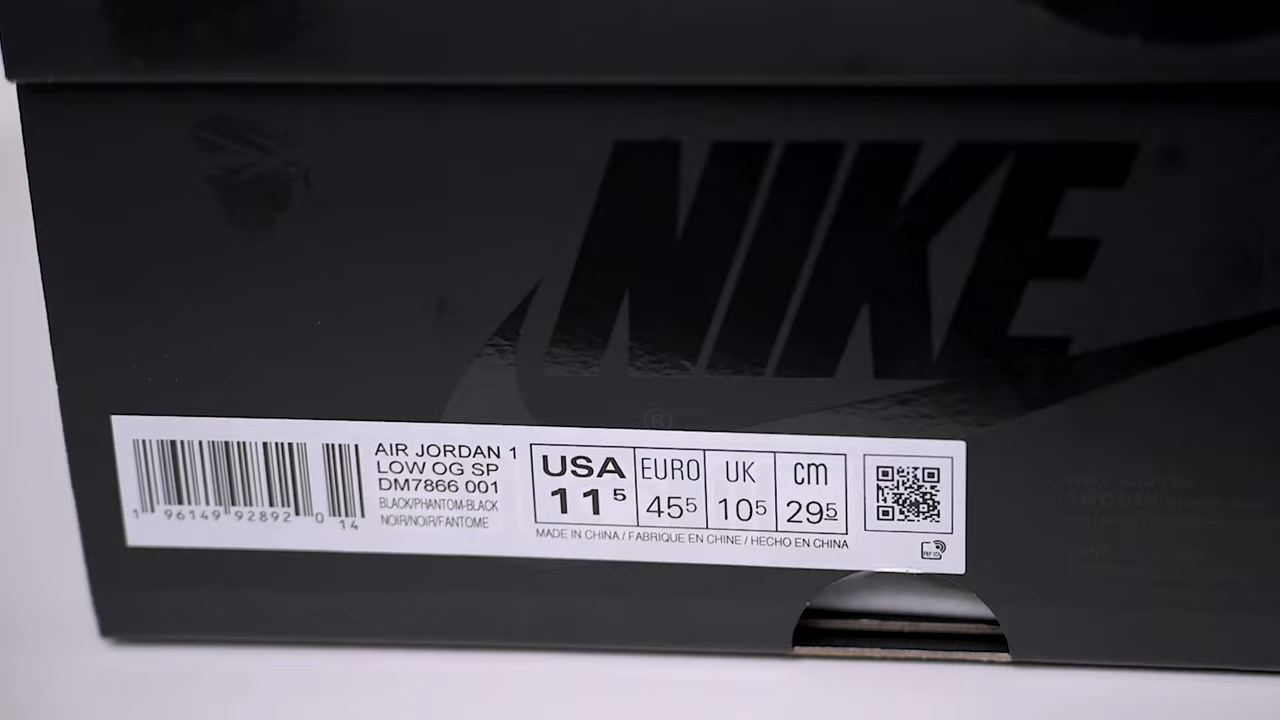 NIKE
®
AIR JORDAN 1
LOW OG SP
DM7866 001
BLACK/PHANTOM-BLACK
NOIR/NOIR/FANTOME
1 96149 92892 0 14
USA EURO UK cm
11 5 45 5 10 5 29 5
MADE IN CHINA / FABRIQUE EN CHINE / HECHO EN CHINA
RFID